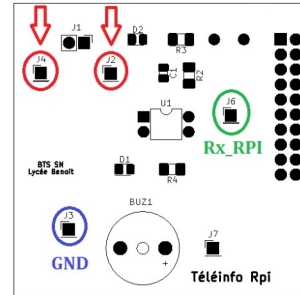 J1
D2
J4
J2
R3
C1
R2
U1
J6
Rx_RPI
BTS SN
Lycée Benoit
D1
R4
J3
BUZ1
GND
J7
+
Téléinfo Rpi